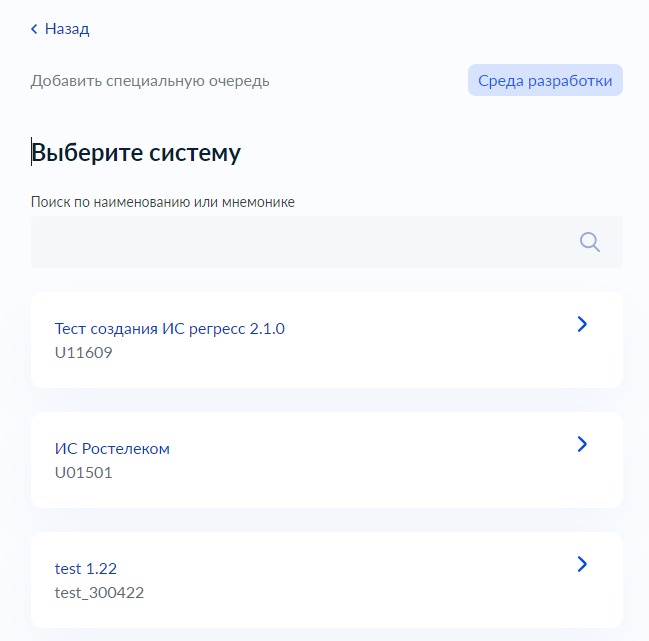 Назад
Добавить специальную очередь
Среда разработки
Выберите систему
Поиск по наименованию или мнемонике
Тест создания ИС регресс 2.1.0
U11609
ИС Ростелеком
U01501
test 1.22
test_300422